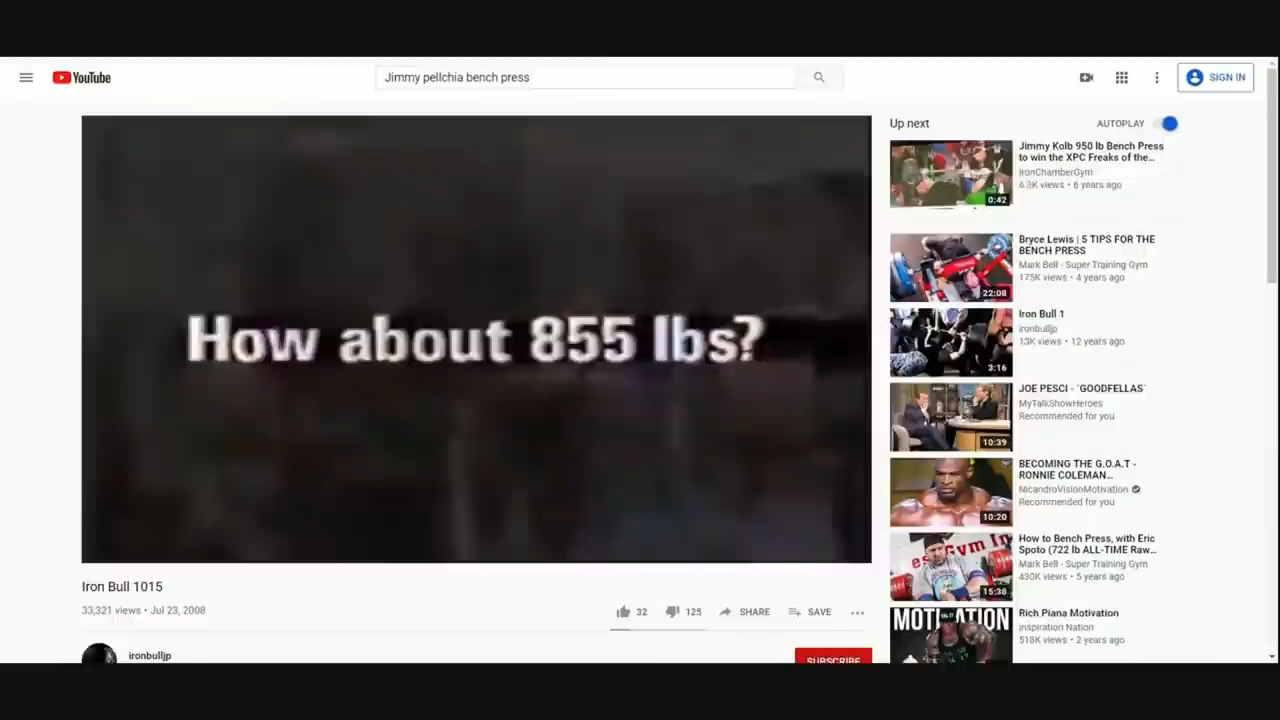 YouTube
Jimmy pellchia bench press
SIGN IN
How about 855 lbs?
Iron Bull 1015
33,321 views • Jul 23, 2008
32
125
SHARE
SAVE
ironbulljp
SUBSCRIBE
Up next
AUTOPLAY
Jimmy Kolb 950 lb Bench Press
to win the XPC Freaks of the...
IronChamberGym
6.3K views • 6 years ago
0:42
Bryce Lewis | 5 TIPS FOR THE
BENCH PRESS
Mark Bell - Super Training Gym
175K views • 4 years ago
22:08
Iron Bull 1
ironbulljp
13K views • 12 years ago
3:16
JOE PESCI - `GOODFELLAS`
MyTalkShowHeroes
Recommended for you
10:39
BECOMING THE G.O.A.T -
RONNIE COLEMAN...
NicandroVisionMotivation
Recommended for you
10:20
How to Bench Press, with Eric
Spoto (722 lb ALL-TIME Raw...
Mark Bell - Super Training Gym
430K views • 5 years ago
15:38
Rich Piana Motivation
Inspiration Nation
518K views • 2 years ago